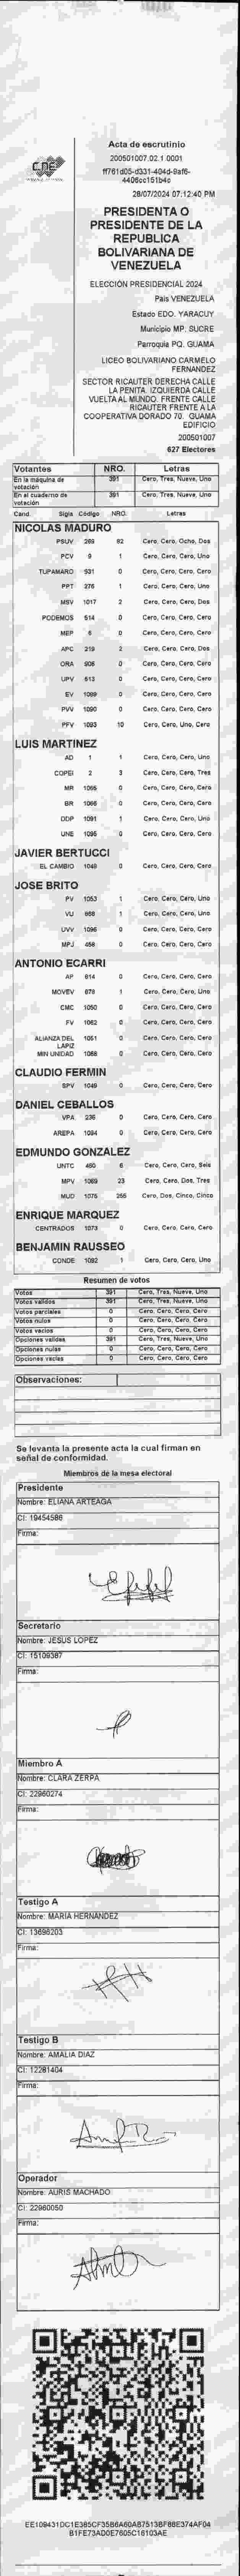 CNE
Acta de escrutinio
200501007.02.1.0001
28/07/2024 07:12:40 PM
PRESIDENTA O
PRESIDENTE DE LA
REPUBLICA
BOLIVARIANA DE
VENEZUELA
ELECCIÓN PRESIDENCIAL 2024
País VENEZUELA
Estado EDO. YARACUY
Municipio MP. SUCRE
Parroquia PQ. GUAMA
LICEO BOLIVARIANO CARMELO
FERNANDEZ
SECTOR RICAUTER DERECHA CALLE
LA PENITA. IZQUIERDA CALLE
VUELTA AL MUNDO. FRENTE CALLE
RICAUTER FRENTE A LA
COOPERATIVA DORADO 70. GUAMA
EDIFICIO
200501007
627 Electores
Votantes NRO. Letras
En la máquina de votación 391 Cero, Tres, Nueve, Uno
En el cuaderno de votación 391 Cero, Tres, Nueve, Uno
Cand. Sigla Código NRO. Letras
NICOLAS MADURO
PSUV 269 82 Cero, Cero, Ocho, Dos
PCV 9 1 Cero, Cero, Cero, Uno
TUPAMARO 931 0 Cero, Cero, Cero, Cero
PPT 276 1 Cero, Cero, Cero, Uno
MSV 1017 2 Cero, Cero, Cero, Dos
PODEMOS 514 0 Cero, Cero, Cero, Cero
MEP 6 0 Cero, Cero, Cero, Cero
APC 219 2 Cero, Cero, Cero, Dos
ORA 906 0 Cero, Cero, Cero, Cero
UPV 613 0 Cero, Cero, Cero, Cero
EV 1089 0 Cero, Cero, Cero, Cero
PVV 1090 0 Cero, Cero, Cero, Cero
PFV 1093 10 Cero, Cero, Uno, Cero
LUIS MARTINEZ
AD 1 1 Cero, Cero, Cero, Uno
COPEI 2 3 Cero, Cero, Cero, Tres
MR 1065 0 Cero, Cero, Cero, Cero
BR 1066 0 Cero, Cero, Cero, Cero
DDP 1091 1 Cero, Cero, Cero, Uno
UNE 1095 0 Cero, Cero, Cero, Cero
JAVIER BERTUCCI
EL CAMBIO 1048 0 Cero, Cero, Cero, Cero
JOSE BRITO
PV 1053 1 Cero, Cero, Cero, Uno
VU 868 1 Cero, Cero, Cero, Uno
UVV 1096 0 Cero, Cero, Cero, Cero
MPJ 458 0 Cero, Cero, Cero, Cero
ANTONIO ECARRI
AP 814 0 Cero, Cero, Cero, Cero
MOVEV 878 1 Cero, Cero, Cero, Uno
CMC 1050 0 Cero, Cero, Cero, Cero
FV 1062 0 Cero, Cero, Cero, Cero
ALIANZA DEL LAPIZ 1051 0 Cero, Cero, Cero, Cero
MIN UNIDAD 1068 0 Cero, Cero, Cero, Cero
CLAUDIO FERMIN
SPV 1049 0 Cero, Cero, Cero, Cero
DANIEL CEBALLOS
VPA 236 0 Cero, Cero, Cero, Cero
AREPA 1094 0 Cero, Cero, Cero, Cero
EDMUNDO GONZALEZ
UNTC 460 6 Cero, Cero, Cero, Seis
MPV 1069 23 Cero, Cero, Dos, Tres
MUD 1075 255 Cero, Dos, Cinco, Cinco
ENRIQUE MARQUEZ
CENTRADOS 1073 0 Cero, Cero, Cero, Cero
BENJAMIN RAUSSEO
CONDE 1092 1 Cero, Cero, Cero, Uno
Resumen de votos
Votos 391 Cero, Tres, Nueve, Uno
Votos validos 391 Cero, Tres, Nueve, Uno
Votos parciales 0 Cero, Cero, Cero, Cero
Votos nulos 0 Cero, Cero, Cero, Cero
Votos vacios 0 Cero, Cero, Cero, Cero
Opciones validas 391 Cero, Tres, Nueve, Uno
Opciones nulas 0 Cero, Cero, Cero, Cero
Opciones vacias 0 Cero, Cero, Cero, Cero
Observaciones:
Se levanta la presente acta la cual firman en
señal de conformidad.
Miembros de la mesa electoral
Presidente
Nombre: ELIANA ARTEAGA
CI: 19454586
Firma:
Secretario
Nombre: JESUS LOPEZ
CI: 15109387
Firma:
Miembro A
Nombre: CLARA ZERPA
CI: 22960274
Firma:
Testigo A
Nombre: MARIA HERNANDEZ
CI: 13696203
Firma:
Testigo B
Nombre: AMALIA DIAZ
CI: 12281404
Firma:
Operador
Nombre: AURIS MACHADO
CI: 22960050
Firma: